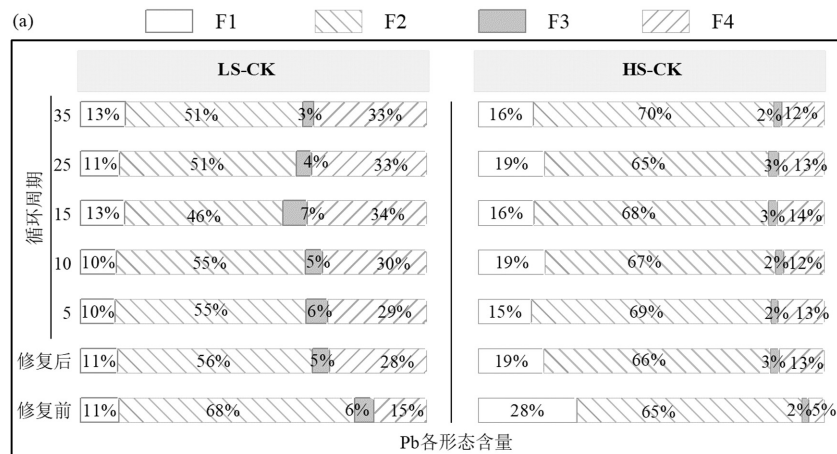 (a) F1 F2 F3 F4
LS-CK HS-CK
循环周期
35 13% 51% 3% 33% 16% 70% 2% 12%
25 11% 51% 4% 33% 19% 65% 3% 13%
15 13% 46% 7% 34% 16% 68% 3% 14%
10 10% 55% 5% 30% 19% 67% 2% 12%
5 10% 55% 6% 29% 15% 69% 2% 13%
修复后 11% 56% 5% 28% 19% 66% 3% 13%
修复前 11% 68% 6% 15% 28% 65% 2% 5%
Pb各形态含量